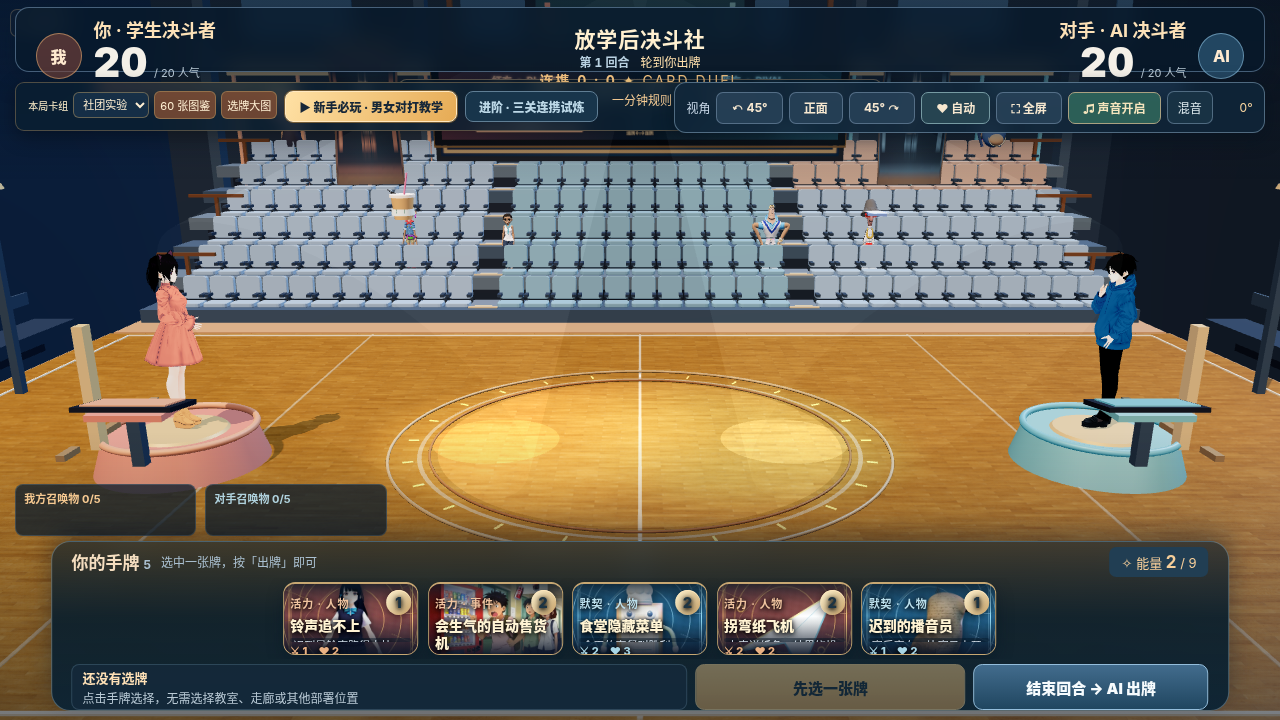 我
你 · 学生决斗者
20 / 20 人气
放学后决斗社
第 1 回合 轮到你出牌
对手 · AI 决斗者
20 / 20 人气
AI
本局卡组 社团实验 60 张图鉴 选牌大图 ▶ 新手必玩 · 男女对打教学 进阶 · 三关连携试炼 一分钟规则
视角 ↶ 45° 正面 45° ↷ ♥ 自动 ⛶ 全屏 ♫ 声音开启 混音 0°
我方召唤物 0/5
对手召唤物 0/5
你的手牌 5 选中一张牌，按「出牌」即可
✧ 能量 2 / 9
活力 · 人物 1
铃声追不上
⚔1 ♥2
活力 · 事件 2
会生气的自动售货机
默契 · 人物 2
食堂隐藏菜单
⚔2 ♥3
活力 · 人物 2
拐弯纸飞机
⚔2 ♥2
默契 · 人物 1
迟到的播音员
⚔1 ♥2
还没有选牌
点击手牌选择，无需选择教室、走廊或其他部署位置
先选一张牌
结束回合 → AI 出牌